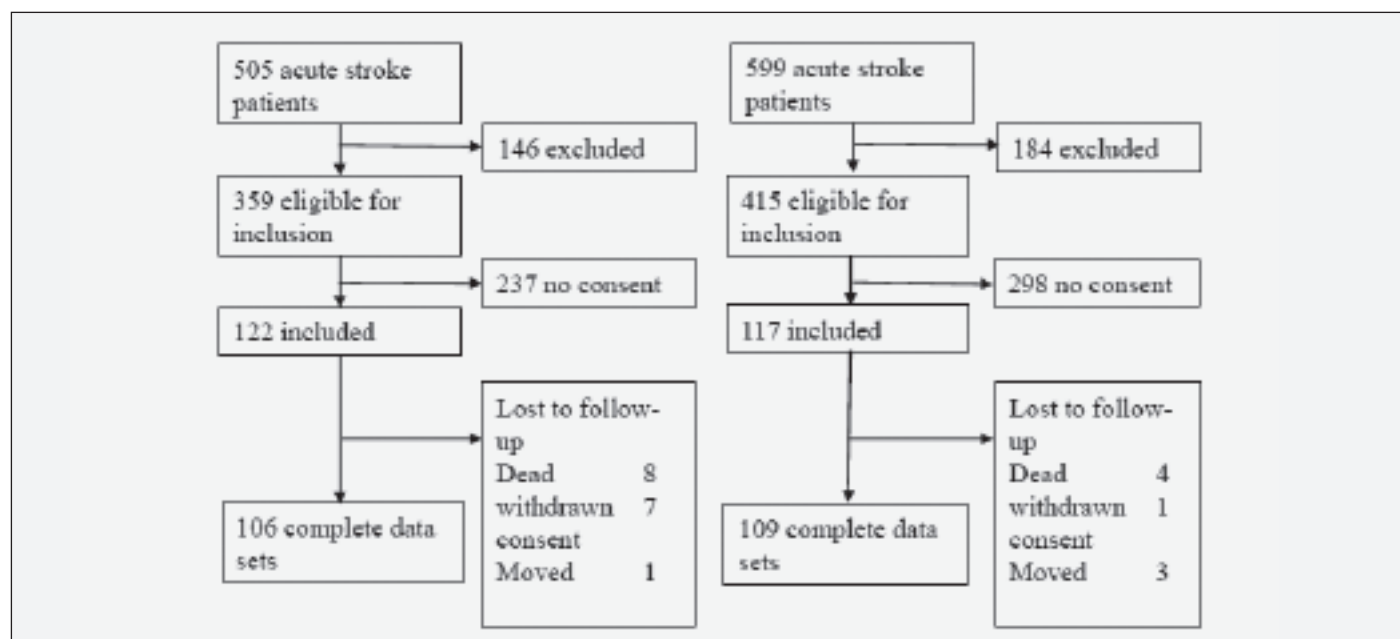 505 acute stroke
patients
146 excluded
359 eligible for
inclusion
237 no consent
122 included
Lost to follow-
up
Dead 8
withdrawn 7
consent
Moved 1
106 complete data
sets
599 acute stroke
patients
184 excluded
415 eligible for
inclusion
298 no consent
117 included
Lost to follow-
up
Dead 4
withdrawn 1
consent
Moved 3
109 complete data
sets